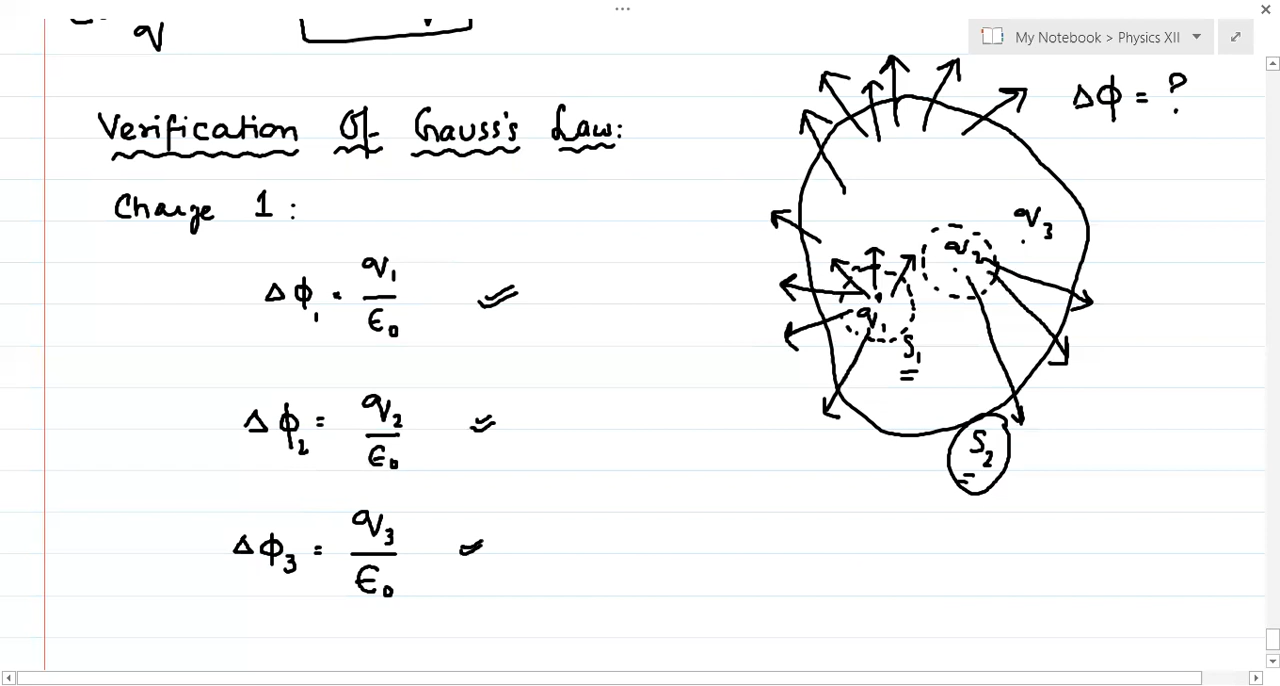 My Notebook > Physics XII
q
Δφ = ?
Verification Of Gauss's Law:
Charge 1 :
Δφ₁ = q₁/ε₀
Δφ₂ = q₂/ε₀
Δφ₃ = q₃/ε₀
q₃
q₂
q₁
S₁
S₂